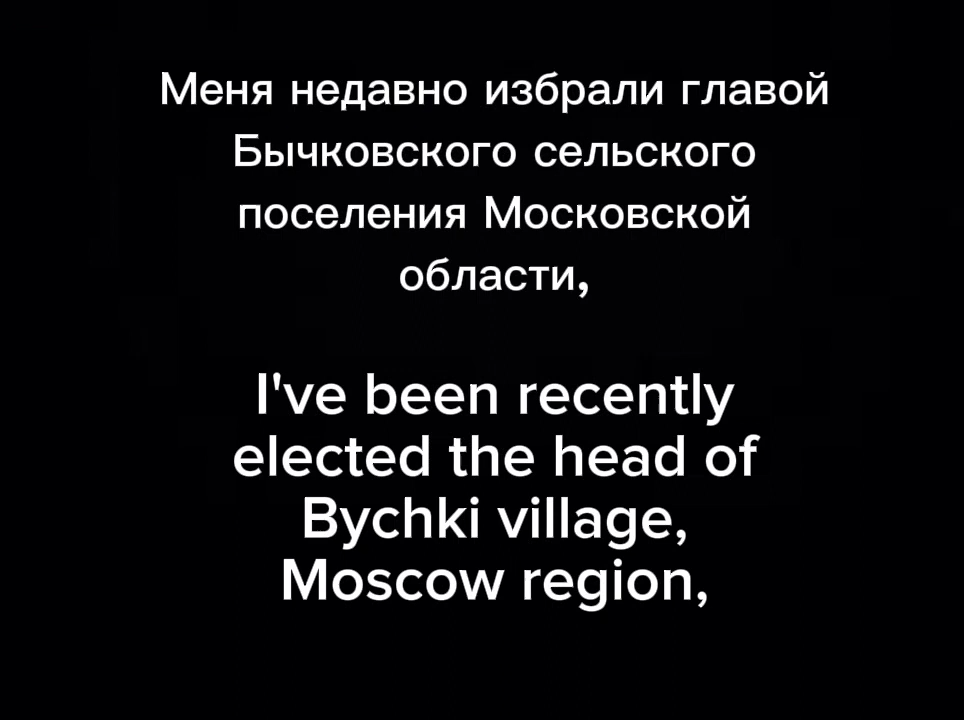 Меня недавно избрали главой
Бычковского сельского
поселения Московской
области,
I've been recently
elected the head of
Bychki village,
Moscow region,